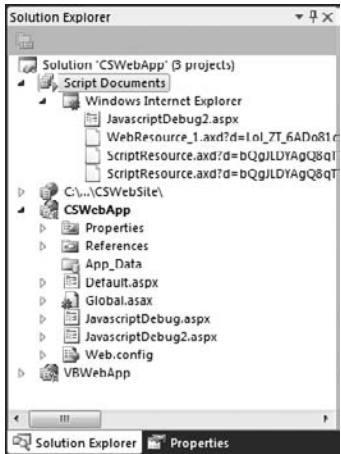 Solution Explorer
Solution 'CSWebApp' (3 projects)
Script Documents
Windows Internet Explorer
JavascriptDebug2.aspx
WebResource_1.axd?d=LoI_ZT_6ADo81c
ScriptResource.axd?d=bQgJLDYAgQ8qT
ScriptResource.axd?d=bQgJLDYAgQ8qT
C:\...\CSWebSite\
CSWebApp
Properties
References
App_Data
Default.aspx
Global.asax
JavascriptDebug.aspx
JavascriptDebug2.aspx
Web.config
VBWebApp
Solution Explorer Properties